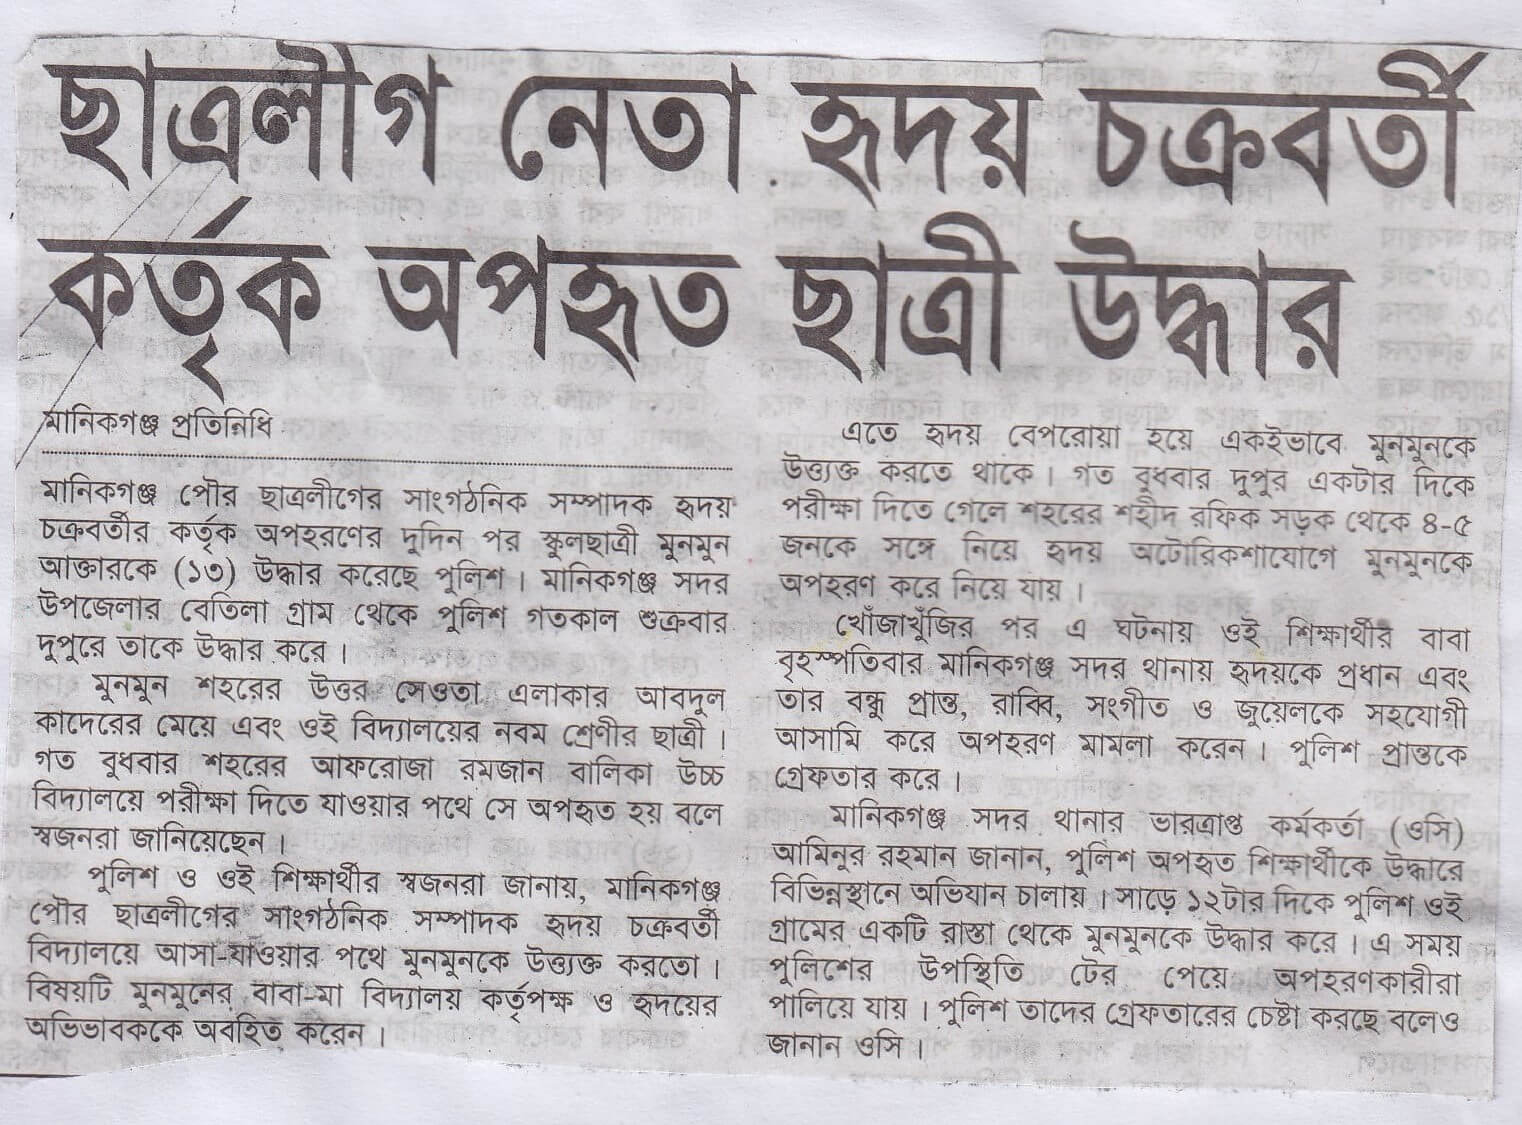 ছাত্রলীগ নেতা হৃদয় চক্রবর্তী
কর্তৃক অপহৃত ছাত্রী উদ্ধার
মানিকগঞ্জ প্রতিনিধি
মানিকগঞ্জ পৌর ছাত্রলীগের সাংগঠনিক সম্পাদক হৃদয়
চক্রবর্তীর কর্তৃক অপহরণের দুদিন পর স্কুলছাত্রী মুনমুন
আক্তারকে (১৩) উদ্ধার করেছে পুলিশ। মানিকগঞ্জ সদর
উপজেলার বেতিলা গ্রাম থেকে পুলিশ গতকাল শুক্রবার
দুপুরে তাকে উদ্ধার করে।
মুনমুন শহরের উত্তর সেওতা এলাকার আবদুল
কাদেরের মেয়ে এবং ওই বিদ্যালয়ের নবম শ্রেণীর ছাত্রী।
গত বুধবার শহরের আফরোজা রমজান বালিকা উচ্চ
বিদ্যালয়ে পরীক্ষা দিতে যাওয়ার পথে সে অপহৃত হয় বলে
স্বজনরা জানিয়েছেন।
পুলিশ ও ওই শিক্ষার্থীর স্বজনরা জানায়, মানিকগঞ্জ
পৌর ছাত্রলীগের সাংগঠনিক সম্পাদক হৃদয় চক্রবর্তী
বিদ্যালয়ে আসা-যাওয়ার পথে মুনমুনকে উত্ত্যক্ত করতো।
বিষয়টি মুনমুনের বাবা-মা বিদ্যালয় কর্তৃপক্ষ ও হৃদয়ের
অভিভাবককে অবহিত করেন।
এতে হৃদয় বেপরোয়া হয়ে একইভাবে মুনমুনকে
উত্ত্যক্ত করতে থাকে। গত বুধবার দুপুর একটার দিকে
পরীক্ষা দিতে গেলে শহরের শহীদ রফিক সড়ক থেকে ৪-৫
জনকে সঙ্গে নিয়ে হৃদয় অটোরিকশাযোগে মুনমুনকে
অপহরণ করে নিয়ে যায়।
খোঁজাখুঁজির পর এ ঘটনায় ওই শিক্ষার্থীর বাবা
বৃহস্পতিবার মানিকগঞ্জ সদর থানায় হৃদয়কে প্রধান এবং
তার বন্ধু প্রান্ত, রাব্বি, সংগীত ও জুয়েলকে সহযোগী
আসামি করে অপহরণ মামলা করেন। পুলিশ প্রান্তকে
গ্রেফতার করে।
মানিকগঞ্জ সদর থানার ভারপ্রাপ্ত কর্মকর্তা (ওসি)
আমিনুর রহমান জানান, পুলিশ অপহৃত শিক্ষার্থীকে উদ্ধারে
বিভিন্নস্থানে অভিযান চালায়। সাড়ে ১২টার দিকে পুলিশ ওই
গ্রামের একটি রাস্তা থেকে মুনমুনকে উদ্ধার করে। এ সময়
পুলিশের উপস্থিতি টের পেয়ে অপহরণকারীরা
পালিয়ে যায়। পুলিশ তাদের গ্রেফতারের চেষ্টা করছে বলেও
জানান ওসি।